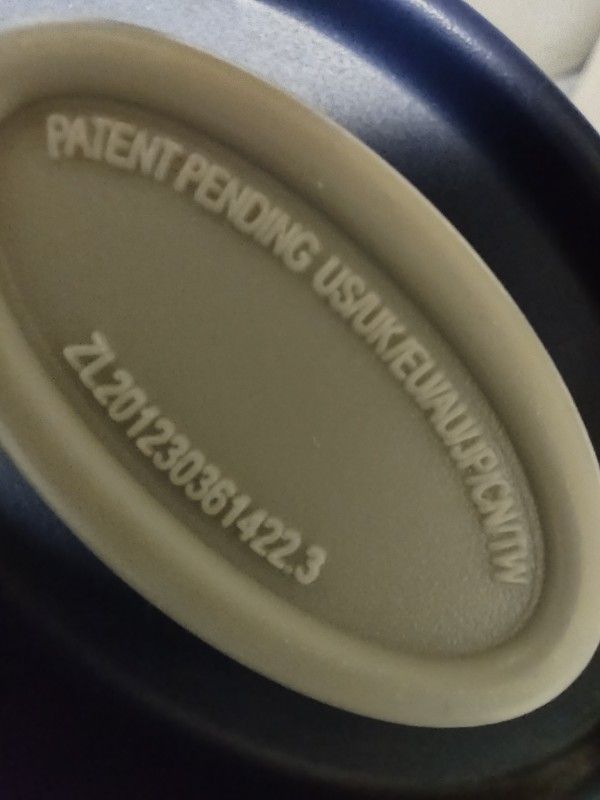 PATENT PENDING US/UK/EU/AU/JP/CN/TW
ZL201230361422.3